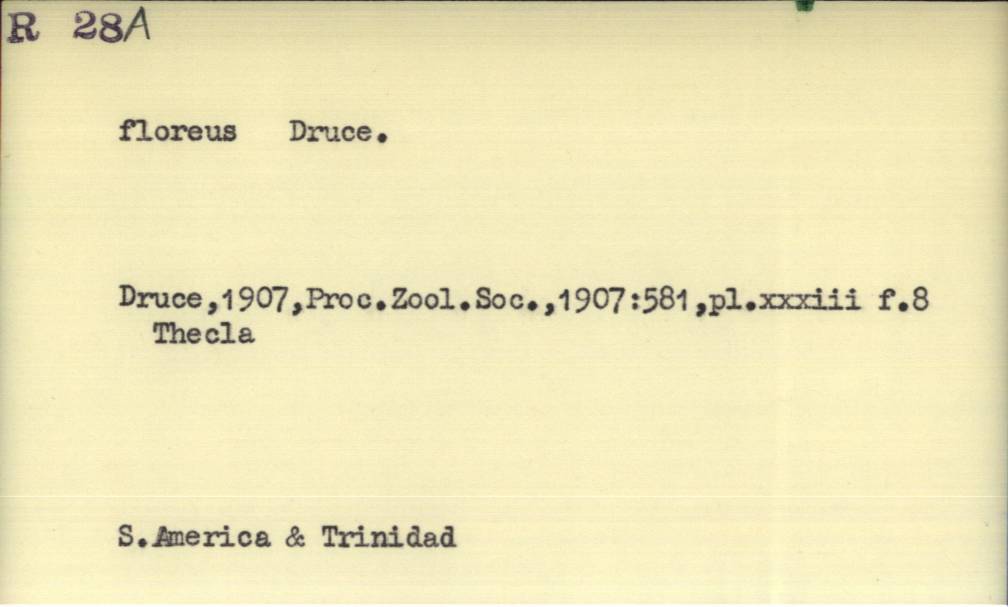 R 28A
floreus Druce.
Druce,1907,Proc.Zool.Soc.,1907:581,pl.xxxiii f.8
Thecla
S.America & Trinidad